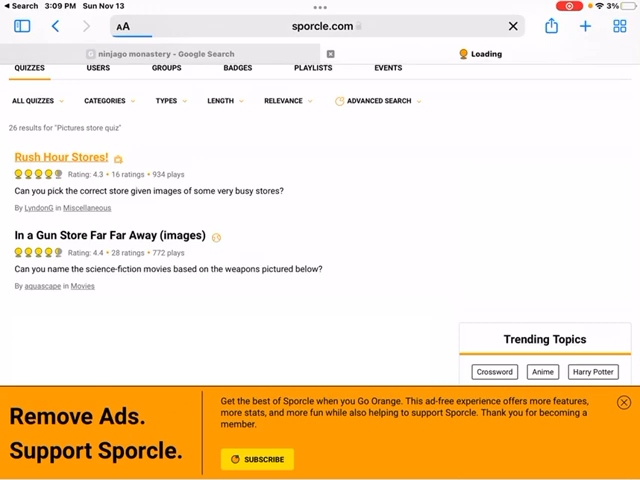 Search 3:09 PM Sun Nov 13 3%
AA sporcle.com
ninjago monastery - Google Search Loading
QUIZZES USERS GROUPS BADGES PLAYLISTS EVENTS
ALL QUIZZES CATEGORIES TYPES LENGTH RELEVANCE ADVANCED SEARCH
26 results for "Pictures store quiz"
Rush Hour Stores!
Rating: 4.3 • 16 ratings • 934 plays
Can you pick the correct store given images of some very busy stores?
By LyndonG in Miscellaneous
In a Gun Store Far Far Away (images)
Rating: 4.4 • 28 ratings • 772 plays
Can you name the science-fiction movies based on the weapons pictured below?
By aquascape in Movies
Trending Topics
Crossword Anime Harry Potter
Remove Ads.
Support Sporcle.
Get the best of Sporcle when you Go Orange. This ad-free experience offers more features,
more stats, and more fun while also helping to support Sporcle. Thank you for becoming a
member.
SUBSCRIBE